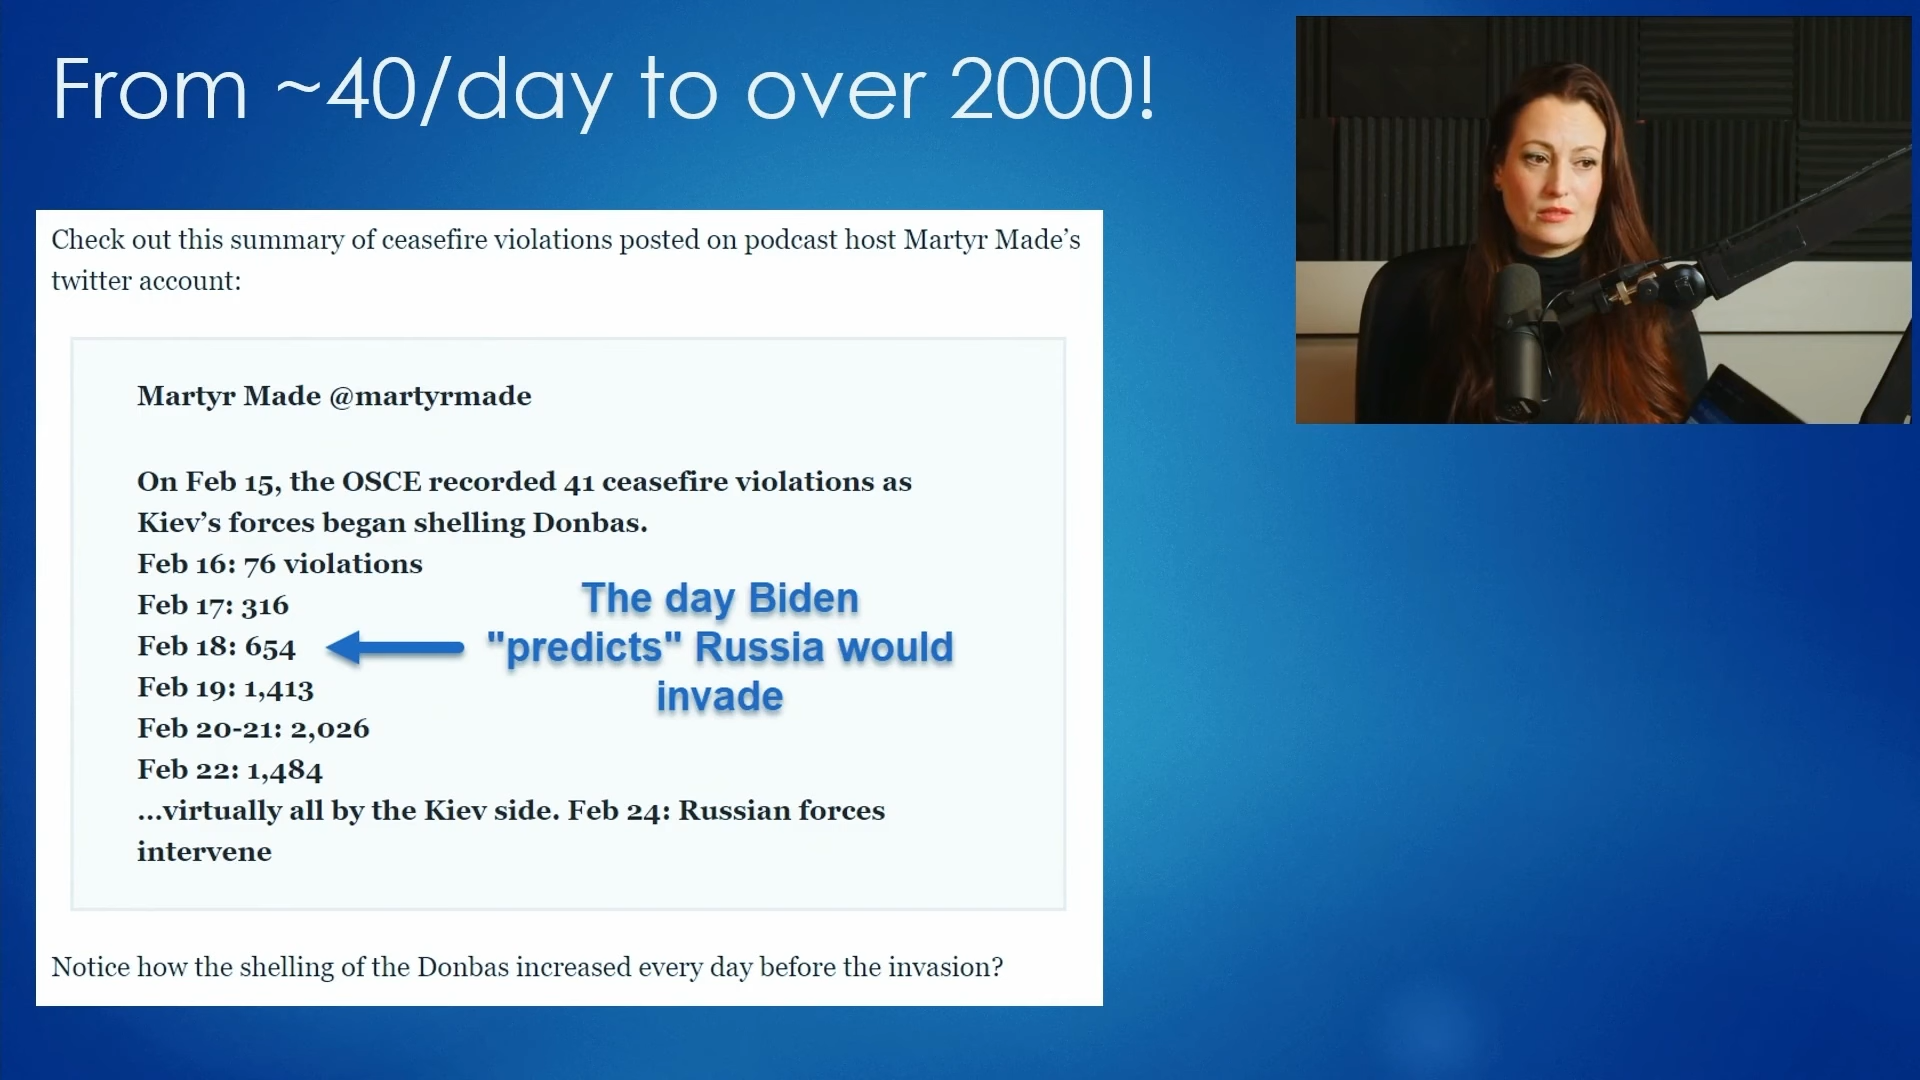 From ~40/day to over 2000!
Check out this summary of ceasefire violations posted on podcast host Martyr Made’s
twitter account:
Martyr Made @martyrmade
On Feb 15, the OSCE recorded 41 ceasefire violations as
Kiev’s forces began shelling Donbas.
Feb 16: 76 violations
Feb 17: 316
Feb 18: 654
The day Biden
"predicts" Russia would
invade
Feb 19: 1,413
Feb 20-21: 2,026
Feb 22: 1,484
...virtually all by the Kiev side. Feb 24: Russian forces
intervene
Notice how the shelling of the Donbas increased every day before the invasion?